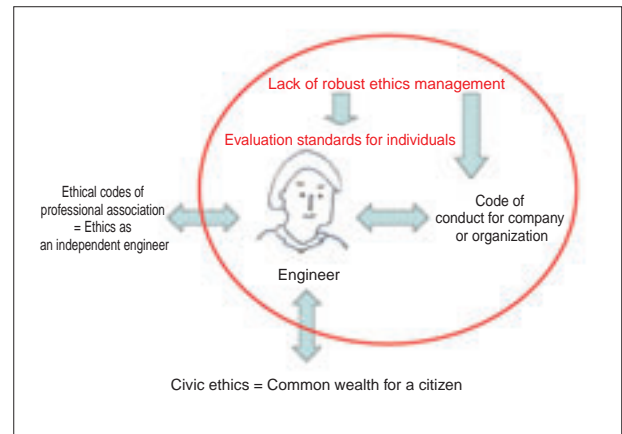 Lack of robust ethics management
Evaluation standards for individuals
Ethical codes of
professional association
= Ethics as
an independent engineer
Code of
conduct for company
or organization
Engineer
Civic ethics = Common wealth for a citizen